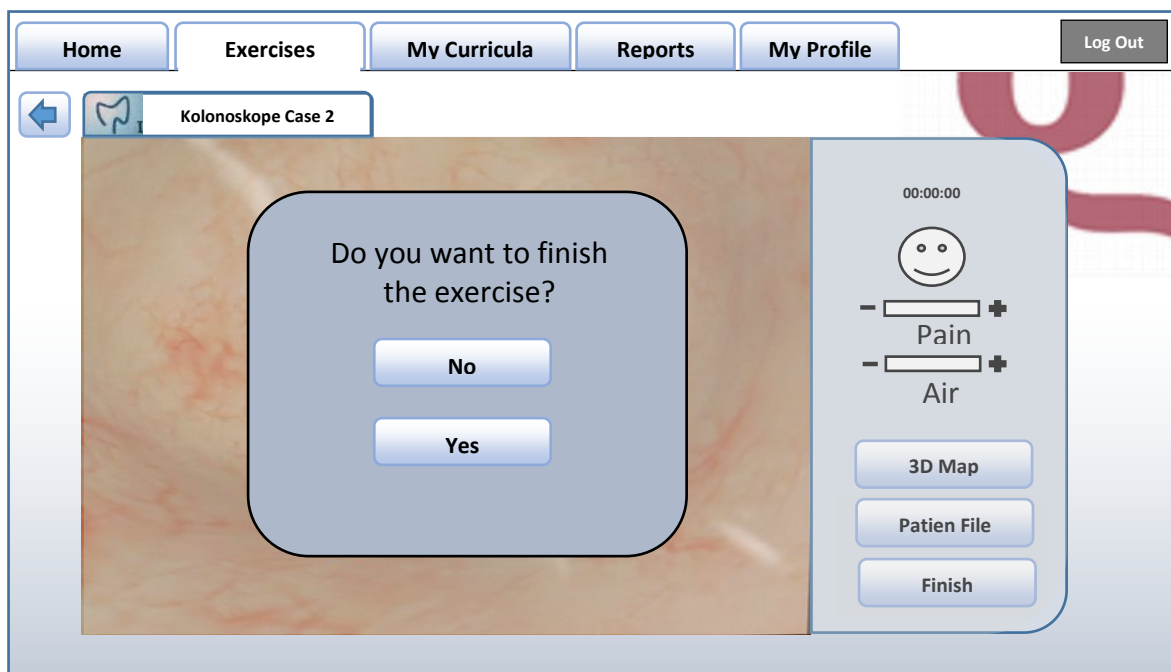 Home
Exercises
My Curricula
Reports
My Profile
Log Out
Kolonoskope Case 2
00:00:00
Do you want to finish
the exercise?
No
Yes
Pain
Air
3D Map
Patien File
Finish